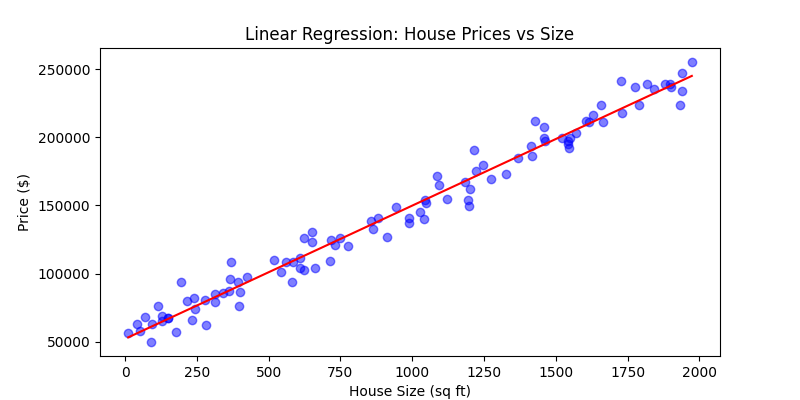 Linear Regression: House Prices vs Size
Price ($)
250000
200000
150000
100000
50000
0 250 500 750 1000 1250 1500 1750 2000
House Size (sq ft)